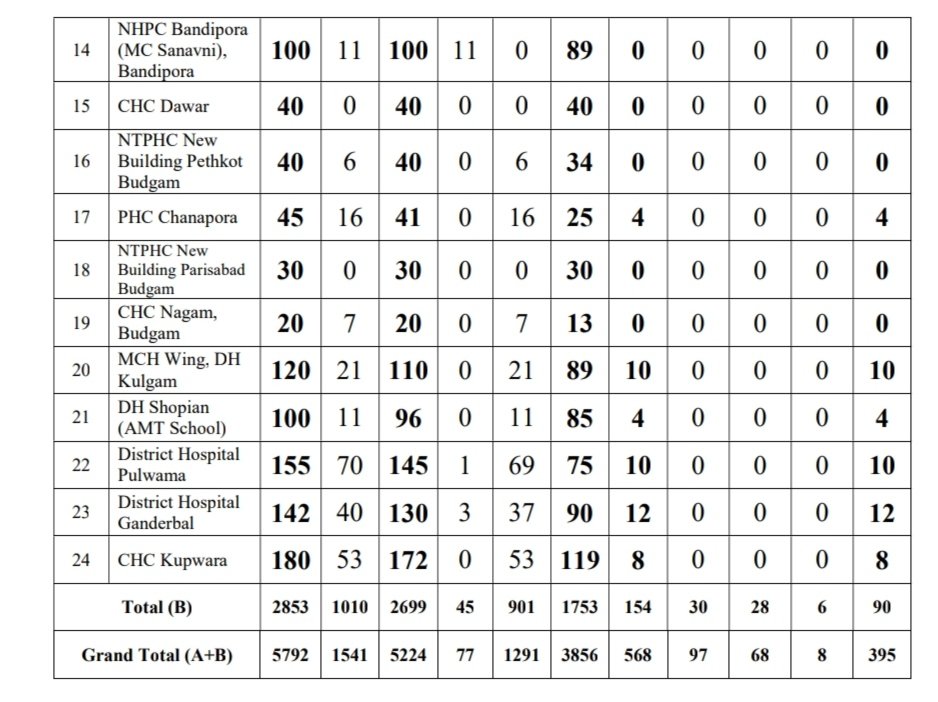 14 NHPC Bandipora (MC Sanavni), Bandipora 100 11 100 11 0 89 0 0 0 0 0
15 CHC Dawar 40 0 40 0 0 40 0 0 0 0 0
16 NTPHC New Building Pethkot Budgam 40 6 40 0 6 34 0 0 0 0 0
17 PHC Chanapora 45 16 41 0 16 25 4 0 0 0 4
18 NTPHC New Building Parisabad Budgam 30 0 30 0 0 30 0 0 0 0 0
19 CHC Nagam, Budgam 20 7 20 0 7 13 0 0 0 0 0
20 MCH Wing, DH Kulgam 120 21 110 0 21 89 10 0 0 0 10
21 DH Shopian (AMT School) 100 11 96 0 11 85 4 0 0 0 4
22 District Hospital Pulwama 155 70 145 1 69 75 10 0 0 0 10
23 District Hospital Ganderbal 142 40 130 3 37 90 12 0 0 0 12
24 CHC Kupwara 180 53 172 0 53 119 8 0 0 0 8
Total (B) 2853 1010 2699 45 901 1753 154 30 28 6 90
Grand Total (A+B) 5792 1541 5224 77 1291 3856 568 97 68 8 395